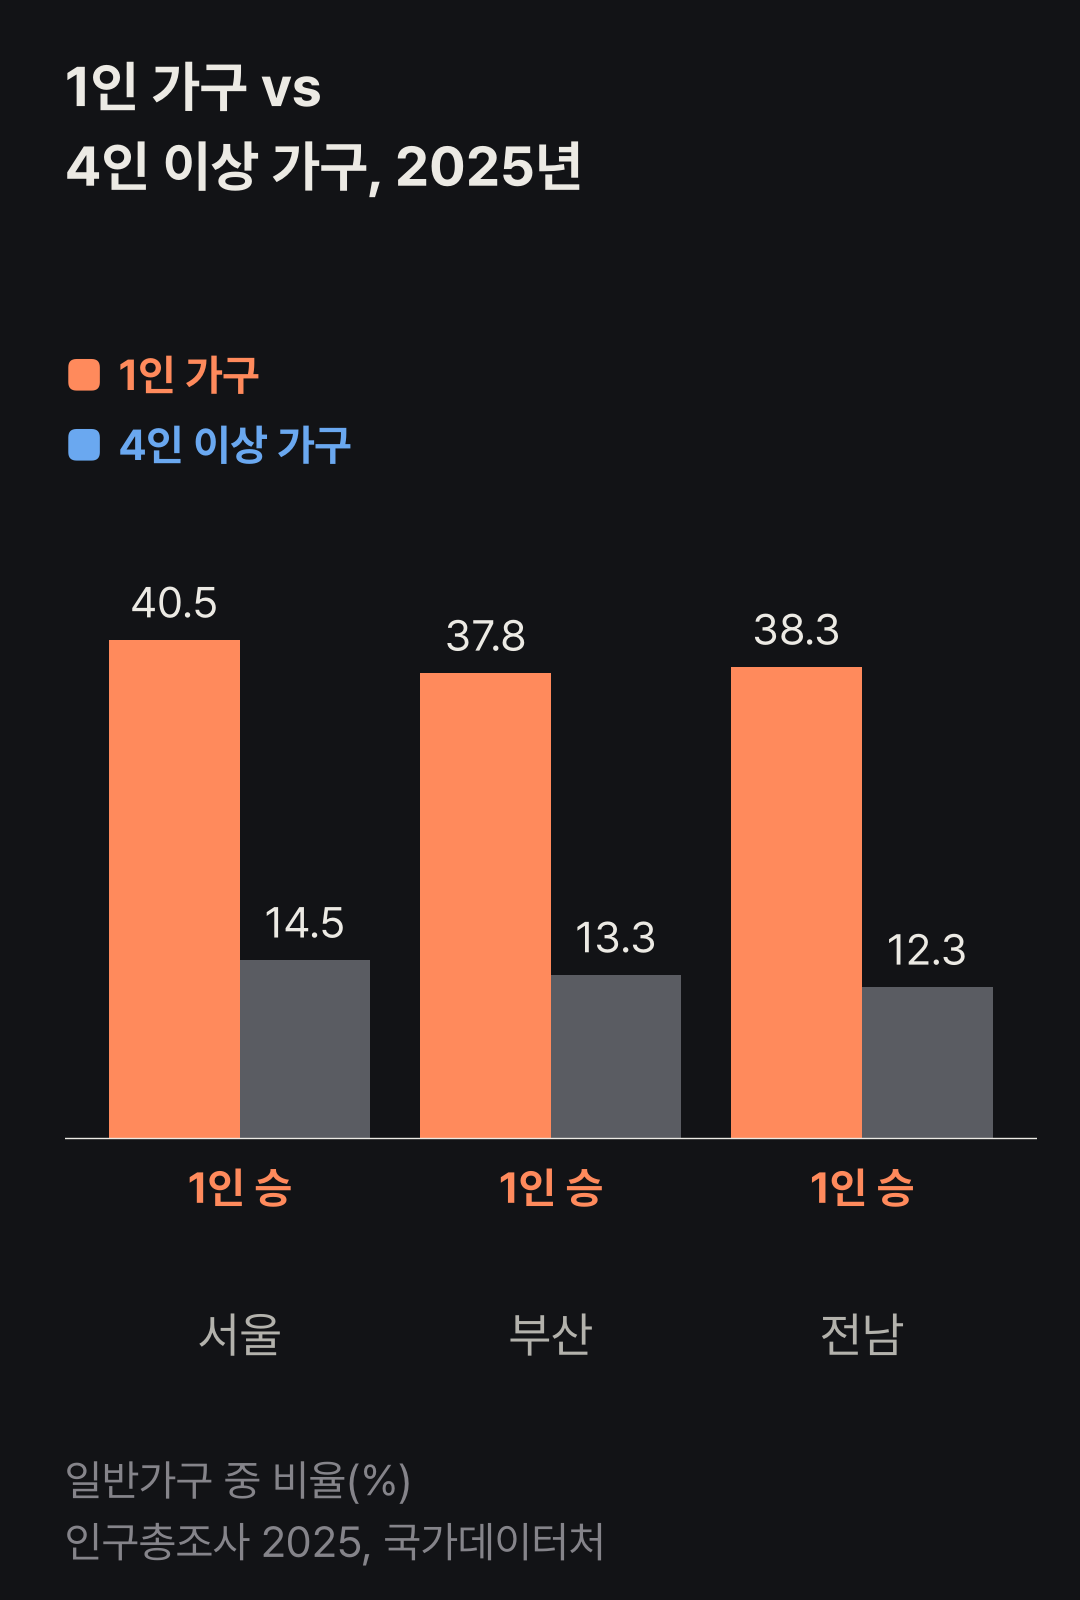 1인 가구 vs
4인 이상 가구, 2025년
1인 가구
4인 이상 가구
40.5
14.5
37.8
13.3
38.3
12.3
1인 승
1인 승
1인 승
서울
부산
전남
일반가구 중 비율(%)
인구총조사 2025, 국가데이터처